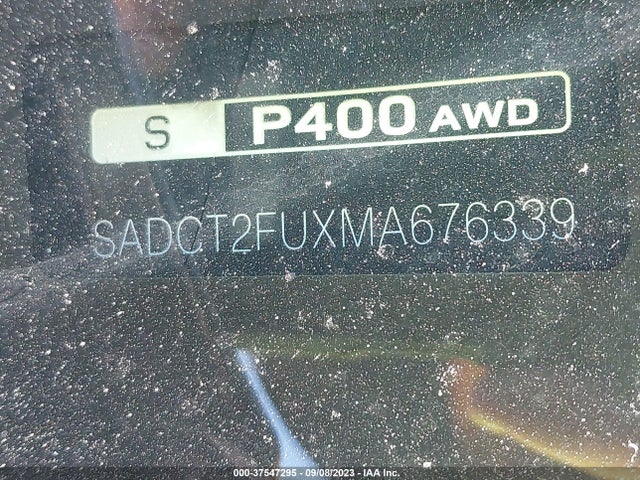 S P400 AWD
SADCT2FUXMA676339
000-37547295 - 09/08/2023 - IAA Inc.